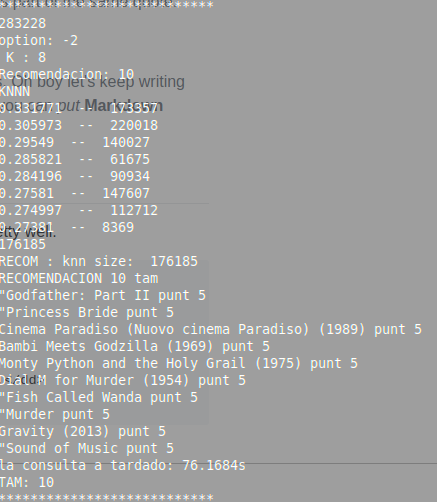 ***************************
283228
option: -2
K : 8
Recomendacion: 10
. Oh boy let's keep writing
KNNN
0.331771 -- 173357
put Markdown
0.305973 -- 220018
0.29549 -- 140027
0.285821 -- 61675
0.284196 -- 90934
0.27581 -- 147607
0.274997 -- 112712
0.27381 -- 8369
etty well.
176185
RECOM : knn size: 176185
RECOMENDACION 10 tam
"Godfather: Part II punt 5
"Princess Bride punt 5
Cinema Paradiso (Nuovo cinema Paradiso) (1989) punt 5
Bambi Meets Godzilla (1969) punt 5
Monty Python and the Holy Grail (1975) punt 5
Dial M for Murder (1954) punt 5
"Fish Called Wanda punt 5
"Murder punt 5
Gravity (2013) punt 5
"Sound of Music punt 5
la consulta a tardado: 76.1684s
TAM: 10
***************************